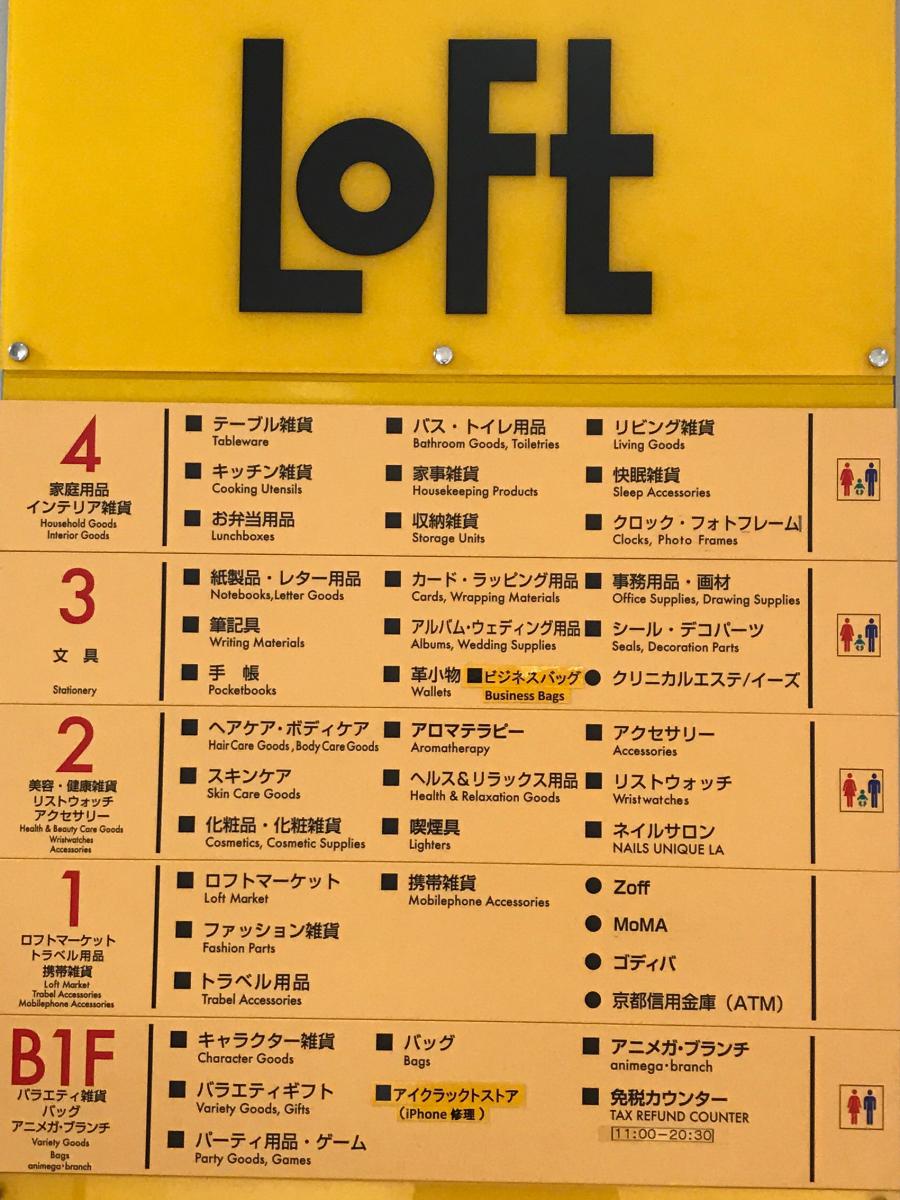 Loft
4
家庭用品
インテリア雑貨
Household Goods
Interior Goods
■ テーブル雑貨
Tableware
■ キッチン雑貨
Cooking Utensils
■ お弁当用品
Lunchboxes
■ バス・トイレ用品
Bathroom Goods, Toiletries
■ 家事雑貨
Housekeeping Products
■ 収納雑貨
Storage Units
■ リビング雑貨
Living Goods
■ 快眠雑貨
Sleep Accessories
■ クロック・フォトフレーム
Clocks, Photo Frames
3
文 具
Stationery
■ 紙製品・レター用品
Notebooks,Letter Goods
■ 筆記具
Writing Materials
■ 手 帳
Pocketbooks
■ カード・ラッピング用品
Cards, Wrapping Materials
■ アルバム・ウェディング用品
Albums, Wedding Supplies
■ 革小物 ■ビジネスバッグ
Wallets Business Bags
■ 事務用品・画材
Office Supplies, Drawing Supplies
■ シール・デコパーツ
Seals, Decoration Parts
● クリニカルエステ/イーズ
2
美容・健康雑貨
リストウォッチ
アクセサリー
Health & Beauty Care Goods
Wristwatches
Accessories
■ ヘアケア・ボディケア
Hair Care Goods, Body Care Goods
■ スキンケア
Skin Care Goods
■ 化粧品・化粧雑貨
Cosmetics, Cosmetic Supplies
■ アロマテラピー
Aromatherapy
■ ヘルス&リラックス用品
Health & Relaxation Goods
■ 喫煙具
Lighters
■ アクセサリー
Accessories
■ リストウォッチ
Wristwatches
■ ネイルサロン
NAILS UNIQUE LA
1
ロフトマーケット
トラベル用品
携帯雑貨
Loft Market
Trabel Accessories
Mobilephone Accessories
■ ロフトマーケット
Loft Market
■ ファッション雑貨
Fashion Parts
■ トラベル用品
Trabel Accessories
■ 携帯雑貨
Mobilephone Accessories
● Zoff
● MoMA
● ゴディバ
● 京都信用金庫（ATM）
B1F
バラエティ雑貨
バッグ
アニメガ・ブランチ
Variety Goods
Bags
animega・branch
■ キャラクター雑貨
Character Goods
■ バラエティギフト
Variety Goods, Gifts
■ パーティ用品・ゲーム
Party Goods, Games
■ バッグ
Bags
■アイクラックトストア
（iPhone 修理）
■ アニメガ・ブランチ
animega・branch
■ 免税カウンター
TAX REFUND COUNTER
11:00-20:30